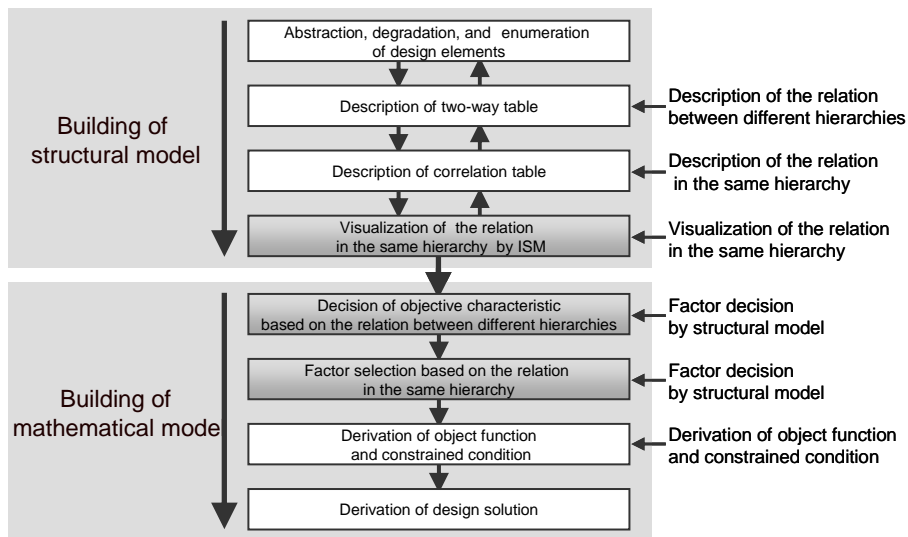 Abstraction, degradation, and enumeration
of design elements
Description of two-way table
Description of the relation
between different hierarchies
Building of
structural model
Description of correlation table
Description of the relation
in the same hierarchy
Visualization of the relation
in the same hierarchy by ISM
Visualization of the relation
in the same hierarchy
Decision of objective characteristic
based on the relation between different hierarchies
Factor decision
by structural model
Factor selection based on the relation
in the same hierarchy
Factor decision
by structural model
Building of
mathematical mode
Derivation of object function
and constrained condition
Derivation of object function
and constrained condition
Derivation of design solution